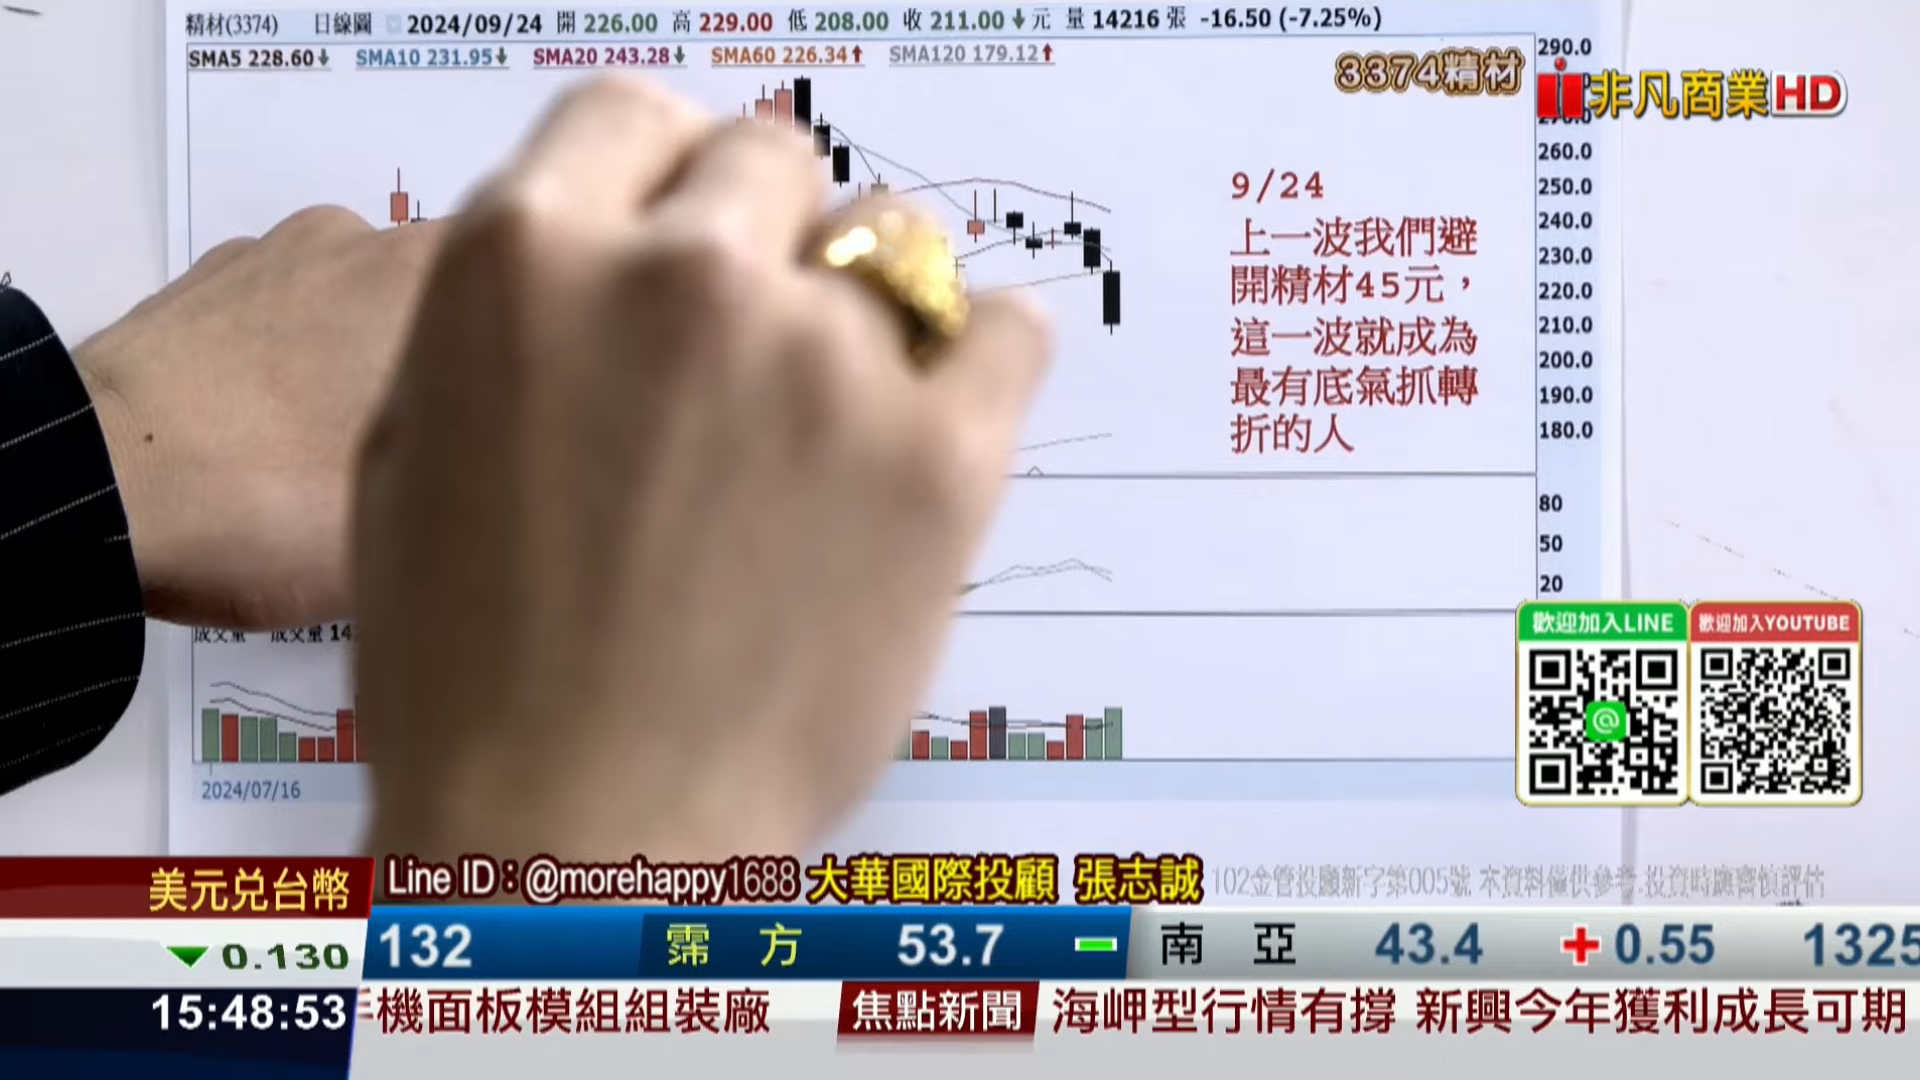 精材(3374) 日線圖 2024/09/24 開 226.00 高 229.00 低 208.00 收 211.00↓元 量 14216 張 -16.50 (-7.25%)
SMA5 228.60↓ SMA10 231.95↓ SMA20 243.28↓ SMA60 226.34↑ SMA120 179.12↑
3374精材
非凡商業HD
290.0
270.0
260.0
250.0
240.0
230.0
220.0
210.0
200.0
190.0
180.0
9/24
上一波我們避
開精材45元，
這一波就成為
最有底氣抓轉
折的人
80
50
20
成交量 成交量 14
2024/07/16
歡迎加入LINE
歡迎加入YOUTUBE
美元兑台幣
Line ID：@morehappy1688 大華國際投顧 張志誠
102金管投顧新字第005號 本資料僅供參考 投資時應審慎評估
▼0.130
132 霈方 53.7 南亞 43.4 +0.55 1325
15:48:53
機面板模組組裝廠 焦點新聞 海岬型行情有撐 新興今年獲利成長可期